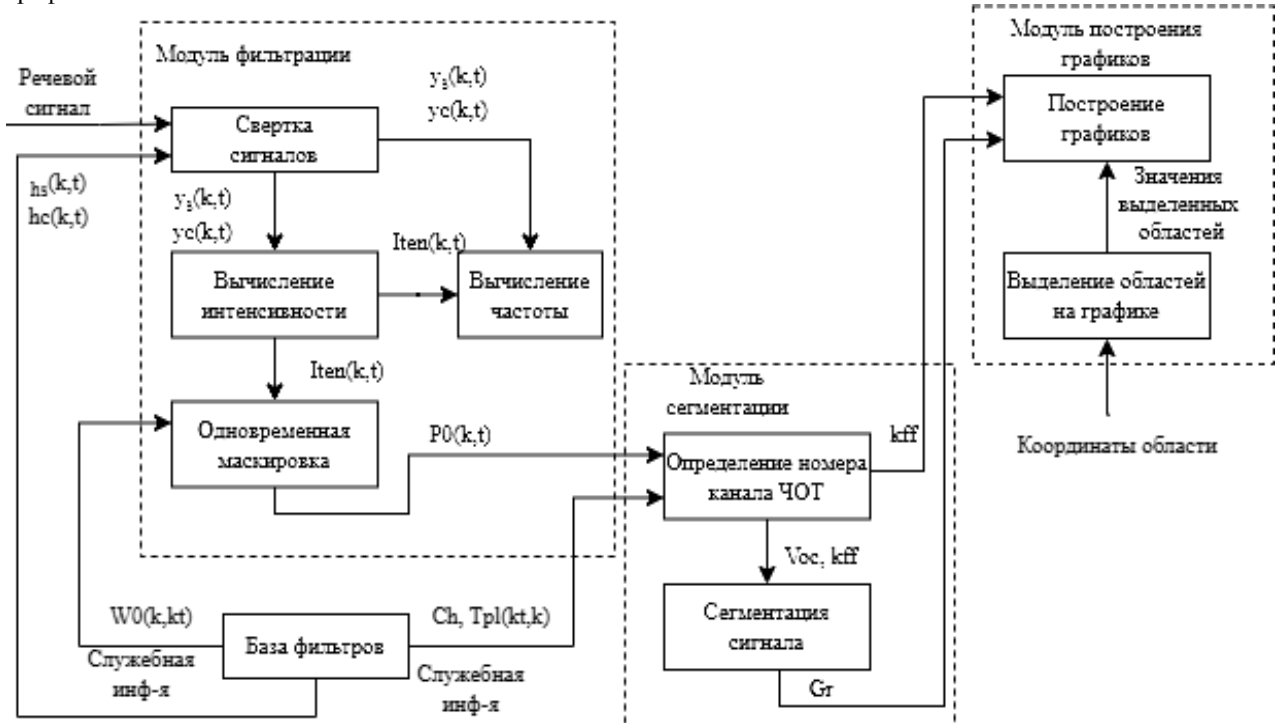 Модуль фильтрации
Речевой
сигнал
Свертка
сигналов
ys(k,t)
yc(k,t)
hs(k,t)
hc(k,t)
ys(k,t)
yc(k,t)
Iten(k,t)
Вычисление
интенсивности
Вычисление
частоты
Iten(k,t)
Одновременная
маскировка
P0(k,t)
Модуль
сегментации
kff
Определение номера
канала ЧОТ
Voc, kff
Сегментация
сигнала
Gr
W0(k,kt)
Служебная
инф-я
База фильтров
Ch, Tpl(kt,k)
Служебная
инф-я
Модуль построения
графиков
Построение
графиков
Значения
выделенных
областей
Выделение областей
на графике
Координаты области